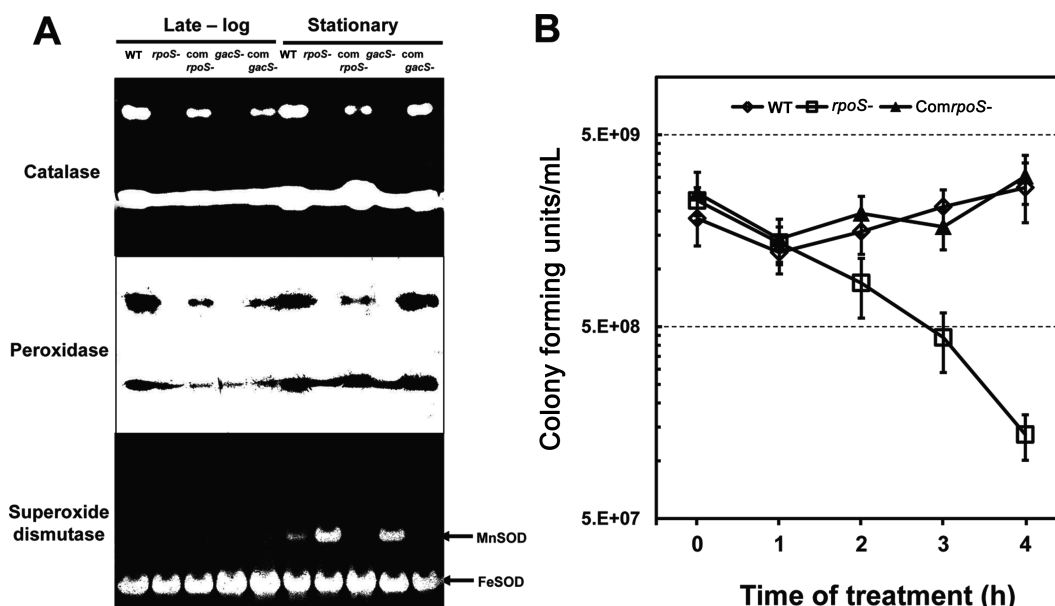 A
Late – log Stationary
WT rpoS- com rpoS- gacS- com gacS- WT rpoS- com rpoS- gacS- com gacS-
Catalase
Peroxidase
Superoxide
dismutase
MnSOD
FeSOD
B
WT rpoS- ComrpoS-
5.E+09
5.E+08
5.E+07
Colony forming units/mL
0 1 2 3 4
Time of treatment (h)